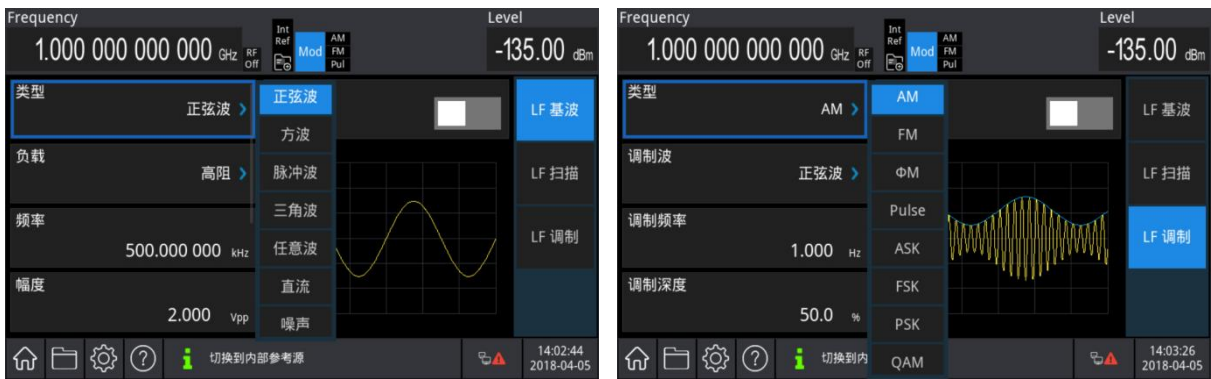 Frequency
Level
1.000 000 000 000 GHz RF Off
Int Ref
Mod
AM FM Pul
-135.00 dBm
类型
正弦波
正弦波
方波
脉冲波
三角波
任意波
直流
噪声
LF 基波
LF 扫描
LF 调制
负载
高阻
频率
500.000 000 kHz
幅度
2.000 Vpp
切换到内部参考源
14:02:44
2018-04-05
Frequency
Level
1.000 000 000 000 GHz RF Off
Int Ref
Mod
AM FM Pul
-135.00 dBm
类型
AM
AM
FM
ΦM
Pulse
ASK
FSK
PSK
QAM
LF 基波
LF 扫描
LF 调制
调制波
正弦波
调制频率
1.000 Hz
调制深度
50.0 %
切换到内
14:03:26
2018-04-05